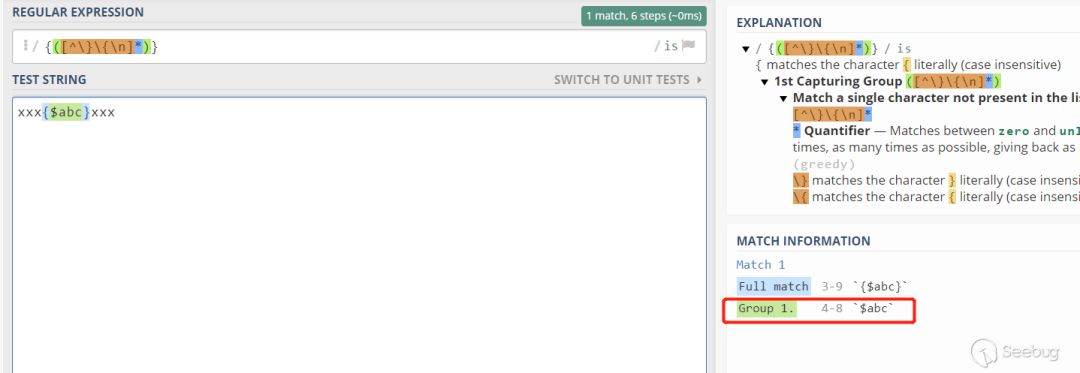 REGULAR EXPRESSION
1 match, 6 steps (~0ms)
/ {([^\}\{\n]*)}
/ is
TEST STRING
SWITCH TO UNIT TESTS
xxx{$abc}xxx
EXPLANATION
/ {([^\}\{\n]*)} / is
{ matches the character { literally (case insensitive)
1st Capturing Group ([^\}\{\n]*)
Match a single character not present in the li
[^\}\{\n]*
* Quantifier — Matches between zero and unl
times, as many times as possible, giving back as
(greedy)
\} matches the character } literally (case insensi
\{ matches the character { literally (case insensi
MATCH INFORMATION
Match 1
Full match 3-9 `{$abc}`
Group 1. 4-8 `$abc`
Seebug